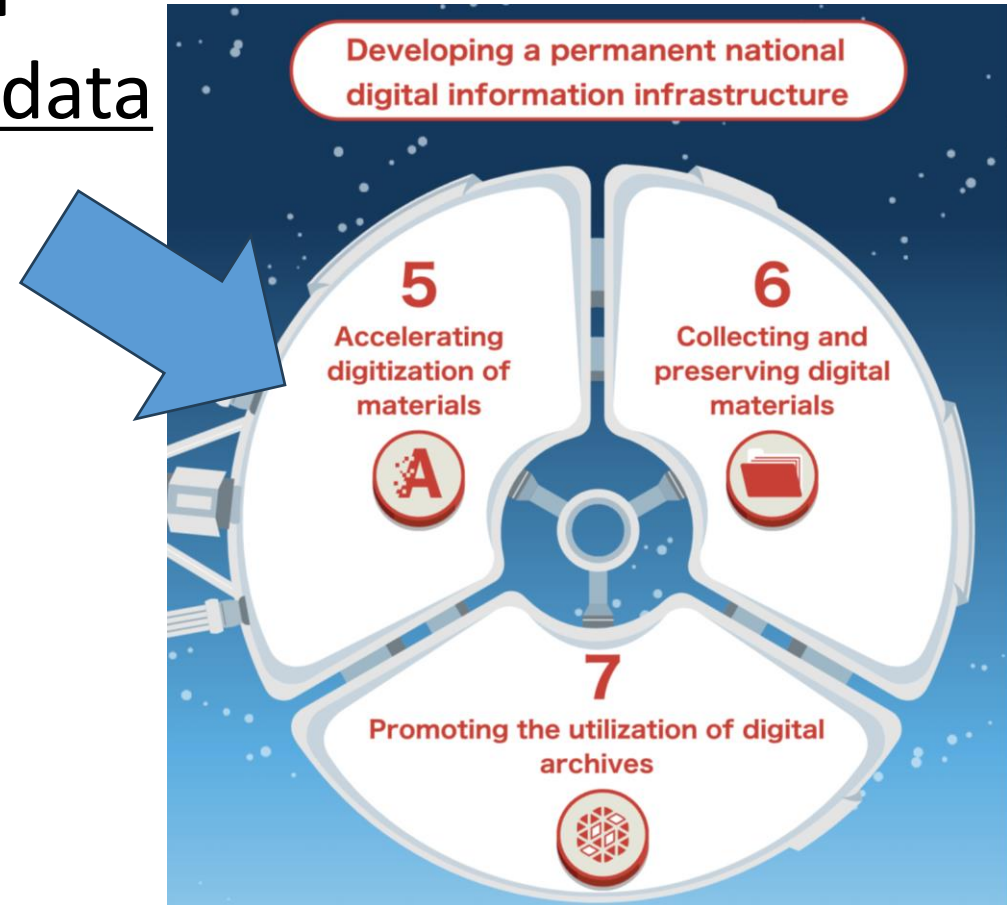 data
Developing a permanent national
digital information infrastructure
5
Accelerating
digitization of
materials
A
6
Collecting and
preserving digital
materials
7
Promoting the utilization of digital
archives